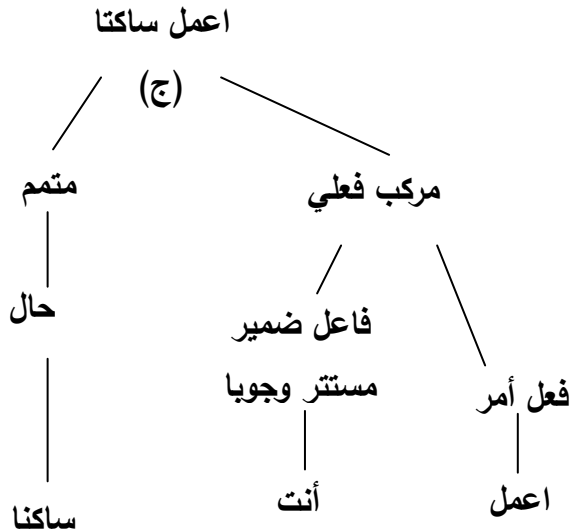 اعمل ساكتا
(ج)
مركب فعلي
متمم
فاعل ضمير
مستتر وجوبا
حال
فعل أمر
اعمل
أنت
ساكنا